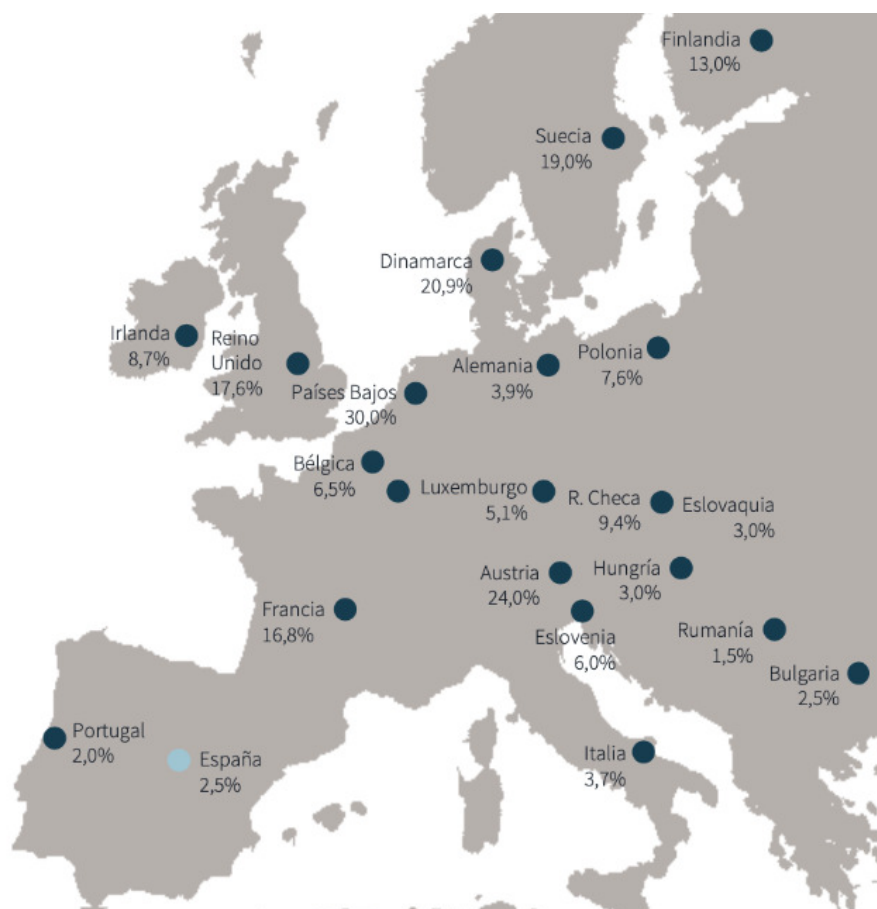 Finlandia
13,0%
Suecia
19,0%
Dinamarca
20,9%
Irlanda
8,7%
Reino
Unido
17,6%
Países Bajos
30,0%
Alemania
3,9%
Polonia
7,6%
Bélgica
6,5%
Luxemburgo
5,1%
R. Checa
9,4%
Eslovaquia
3,0%
Austria
24,0%
Hungría
3,0%
Francia
16,8%
Eslovenia
6,0%
Rumanía
1,5%
Bulgaria
2,5%
Portugal
2,0%
España
2,5%
Italia
3,7%